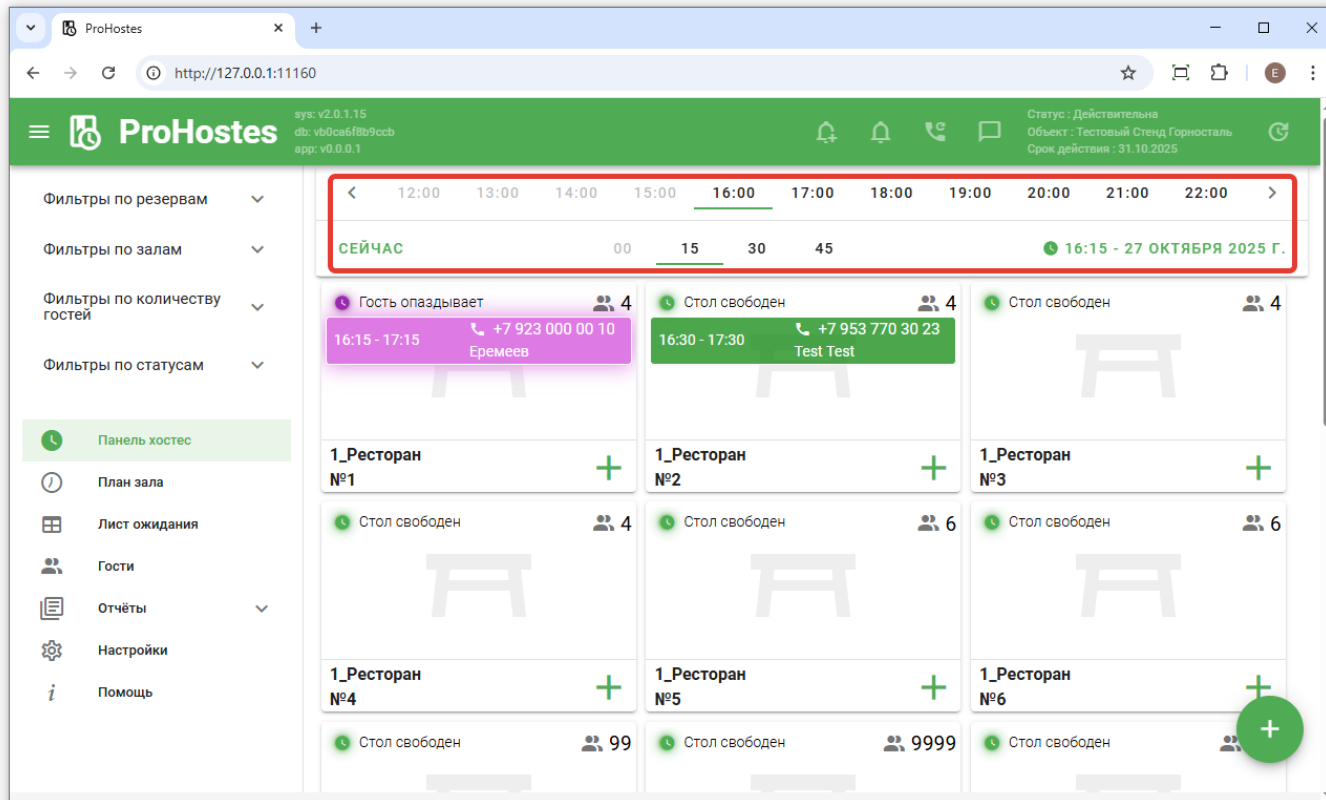 ProHostes
http://127.0.0.1:11160
E
ProHostes
sys: v2.0.1.15
db: vb0ca6f8b9ccb
app: v0.0.0.1
Статус : Действительна
Объект : Тестовый Стенд Горносталь
Срок действия : 31.10.2025
Фильтры по резервам
Фильтры по залам
Фильтры по количеству
гостей
Фильтры по статусам
Панель хостес
План зала
Лист ожидания
Гости
Отчёты
Настройки
i Помощь
12:00 13:00 14:00 15:00 16:00 17:00 18:00 19:00 20:00 21:00 22:00
СЕЙЧАС 00 15 30 45 16:15 - 27 ОКТЯБРЯ 2025 Г.
Гость опаздывает 4
16:15 - 17:15 +7 923 000 00 10
Еремеев
1_Ресторан
№1
Стол свободен 4
16:30 - 17:30 +7 953 770 30 23
Test Test
1_Ресторан
№2
Стол свободен 4
1_Ресторан
№3
Стол свободен 4
1_Ресторан
№4
Стол свободен 6
1_Ресторан
№5
Стол свободен 6
1_Ресторан
№6
Стол свободен 99
Стол свободен 9999
Стол свободен